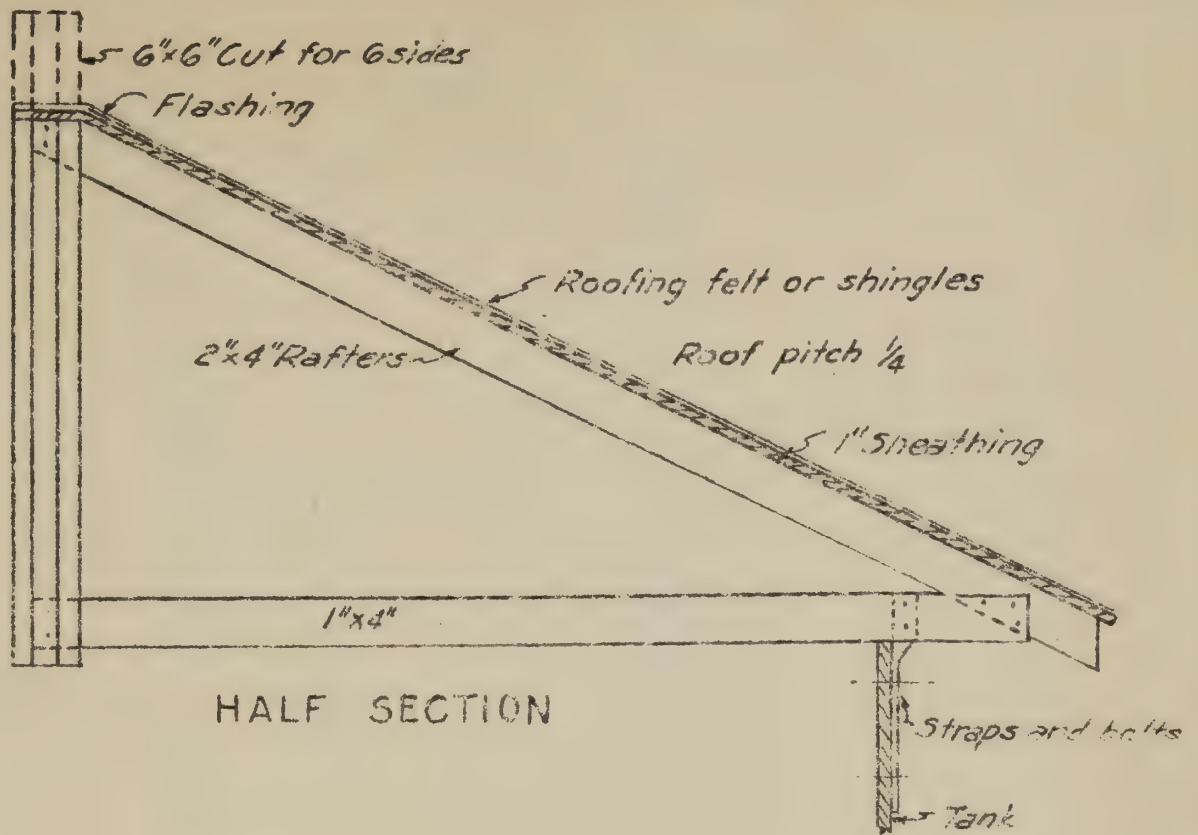 6"x6" Cut for 6 sides
Flashing
Roofing felt or shingles
2"x4" Rafters
Roof pitch 1/4
1" Sheathing
1"x4"
HALF SECTION
Straps and bolts
Tank